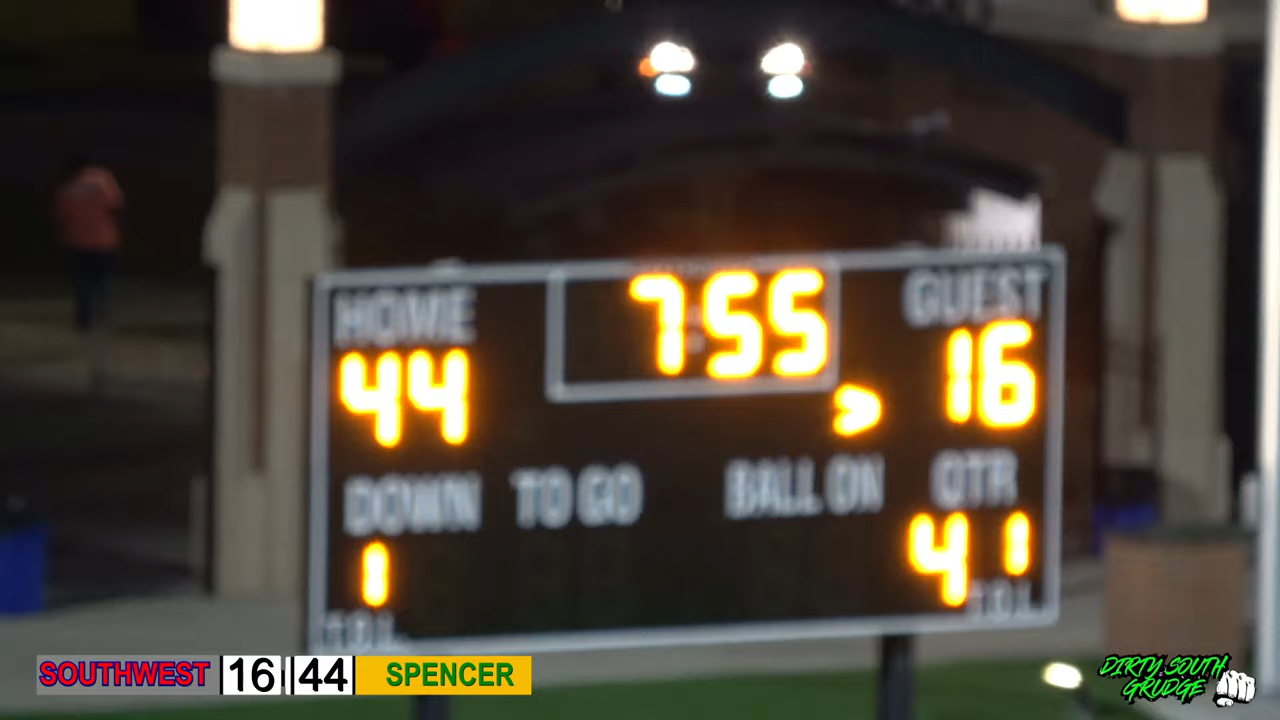 HOME 7:55 GUEST
44 16
DOWN TO GO BALL ON QTR
1 4 1
T.O.L. T.O.L.
SOUTHWEST 16 44 SPENCER
DIRTY SOUTH
GRUDGE